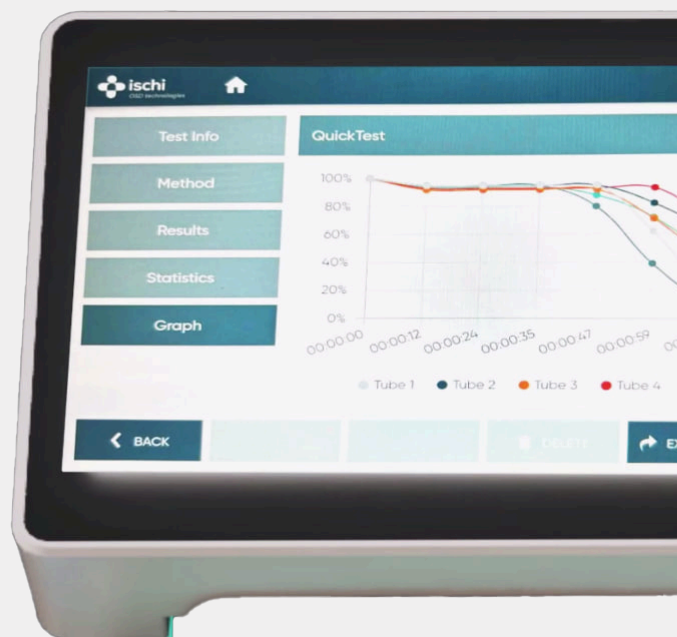 ischi
OSD technologies
Test Info
Method
Results
Statistics
Graph
QuickTest
100%
80%
60%
40%
20%
0%
00:00:00
00:00:12
00:00:24
00:00:35
00:00:47
00:00:59
Tube 1
Tube 2
Tube 3
Tube 4
BACK
DELETE